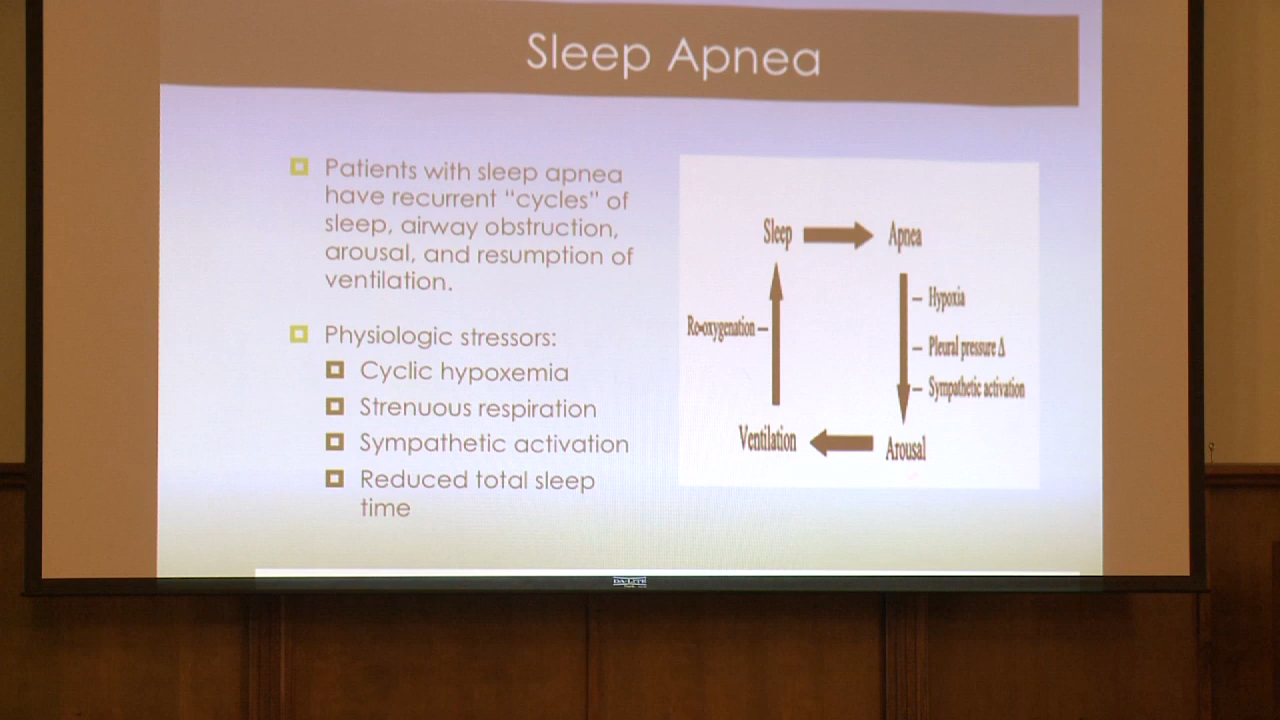 Sleep Apnea
Patients with sleep apnea
have recurrent “cycles” of
sleep, airway obstruction,
arousal, and resumption of
ventilation.
Physiologic stressors:
Cyclic hypoxemia
Strenuous respiration
Sympathetic activation
Reduced total sleep
time
Sleep
Apnea
Hypoxia
Re-oxygenation
Pleural pressure Δ
Sympathetic activation
Ventilation
Arousal
DA-LITE